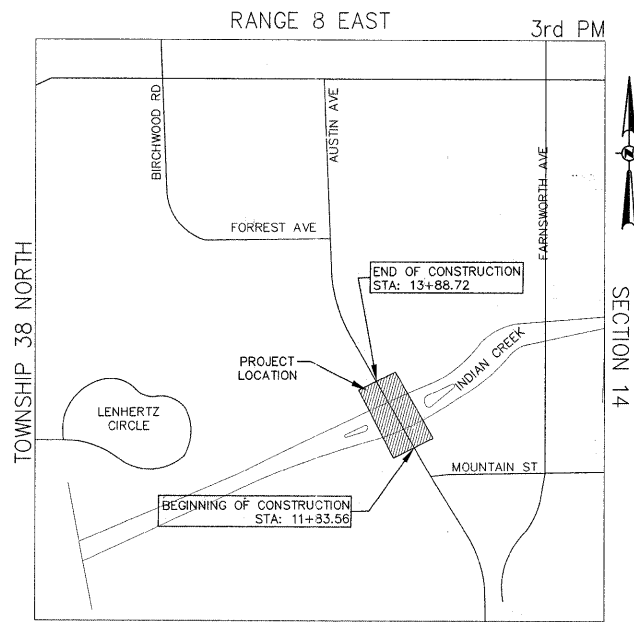 RANGE 8 EAST
3rd PM
BIRCHWOOD RD
AUSTIN AVE
FARNSWORTH AVE
N
FORREST AVE
TOWNSHIP 38 NORTH
END OF CONSTRUCTION
STA: 13+88.72
SECTION 14
PROJECT
LOCATION
INDIAN CREEK
LENHERTZ
CIRCLE
MOUNTAIN ST
BEGINNING OF CONSTRUCTION
STA: 11+83.56